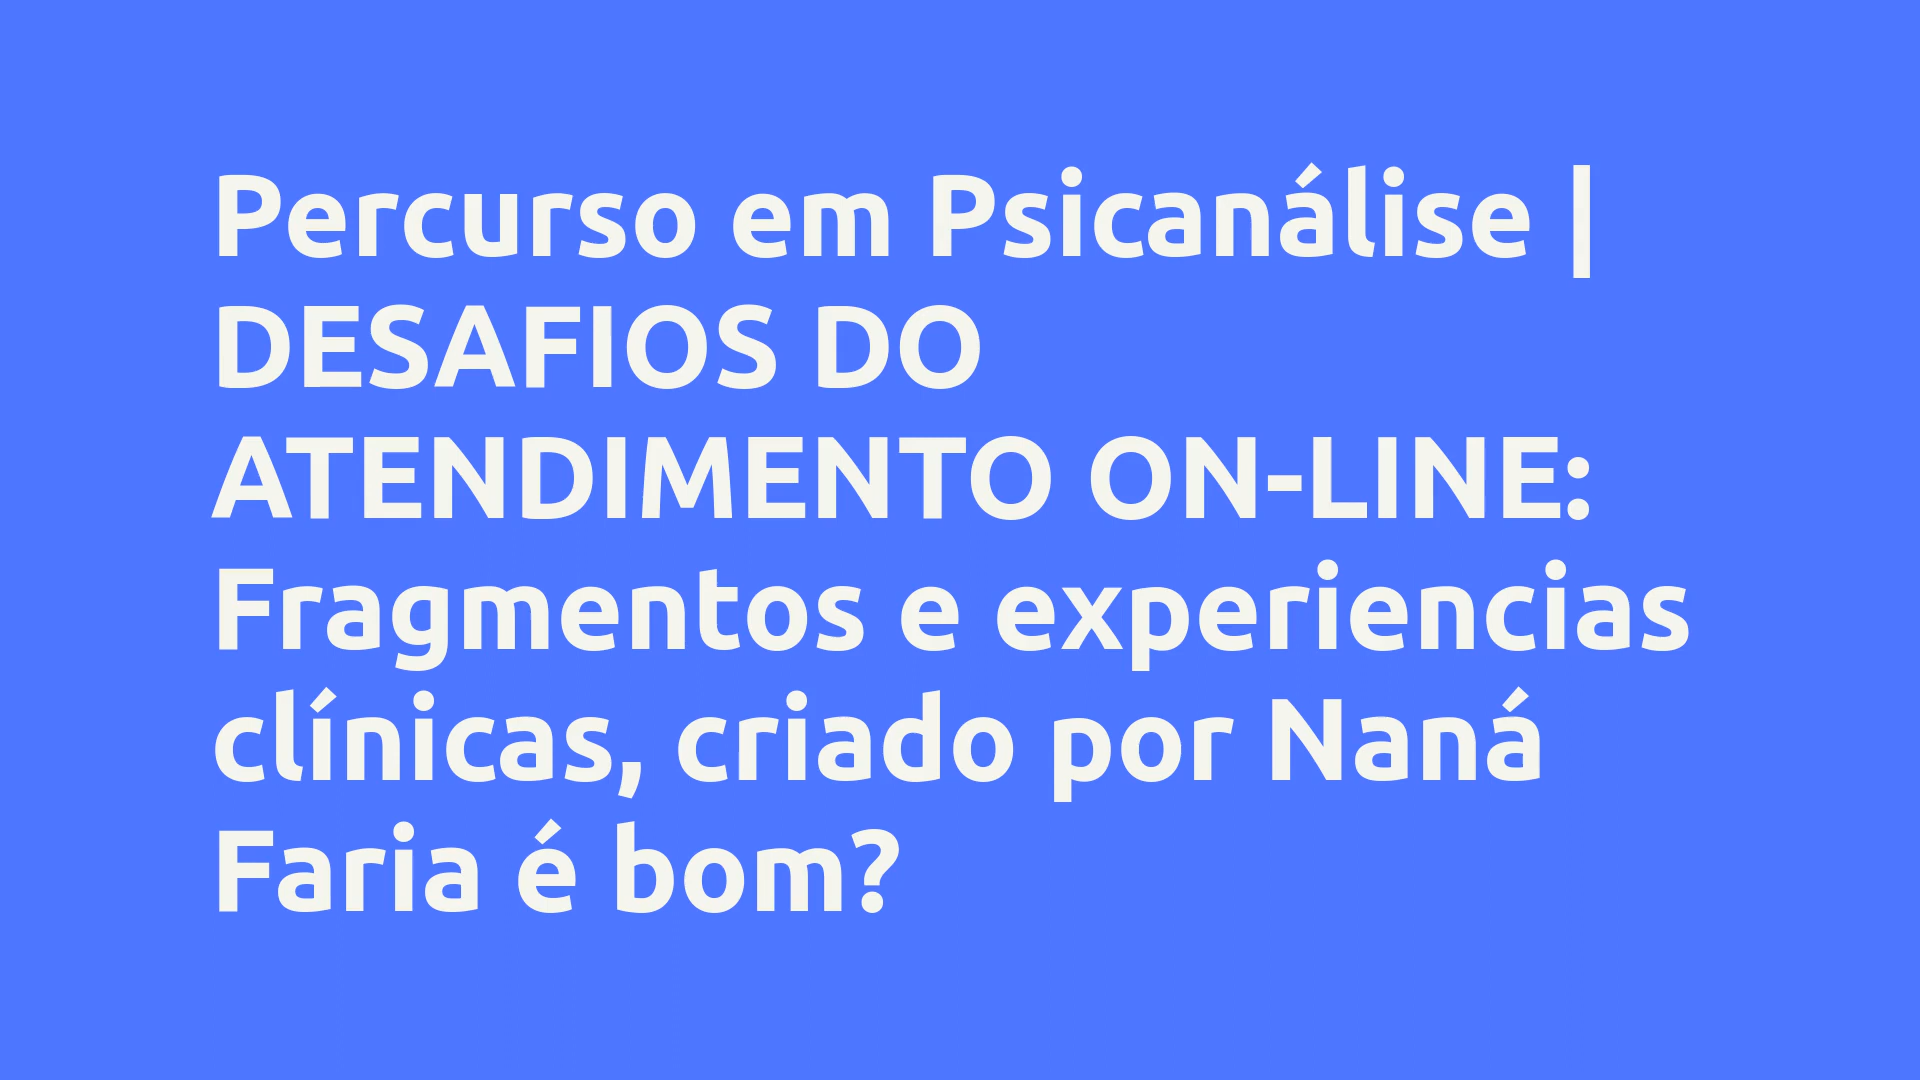 Percurso em Psicanálise |
DESAFIOS DO
ATENDIMENTO ON-LINE:
Fragmentos e experiencias
clínicas, criado por Naná
Faria é bom?